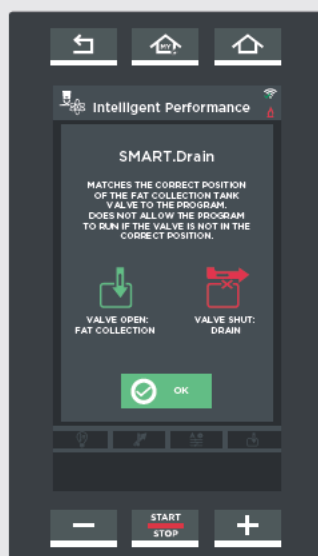 MY
Intelligent Performance
SMART.Drain
MATCHES THE CORRECT POSITION
OF THE FAT COLLECTION TANK
VALVE TO THE PROGRAM.
DOES NOT ALLOW THE PROGRAM
TO RUN IF THE VALVE IS NOT IN THE
CORRECT POSITION.
VALVE OPEN:
FAT COLLECTION
VALVE SHUT:
DRAIN
OK
START
STOP